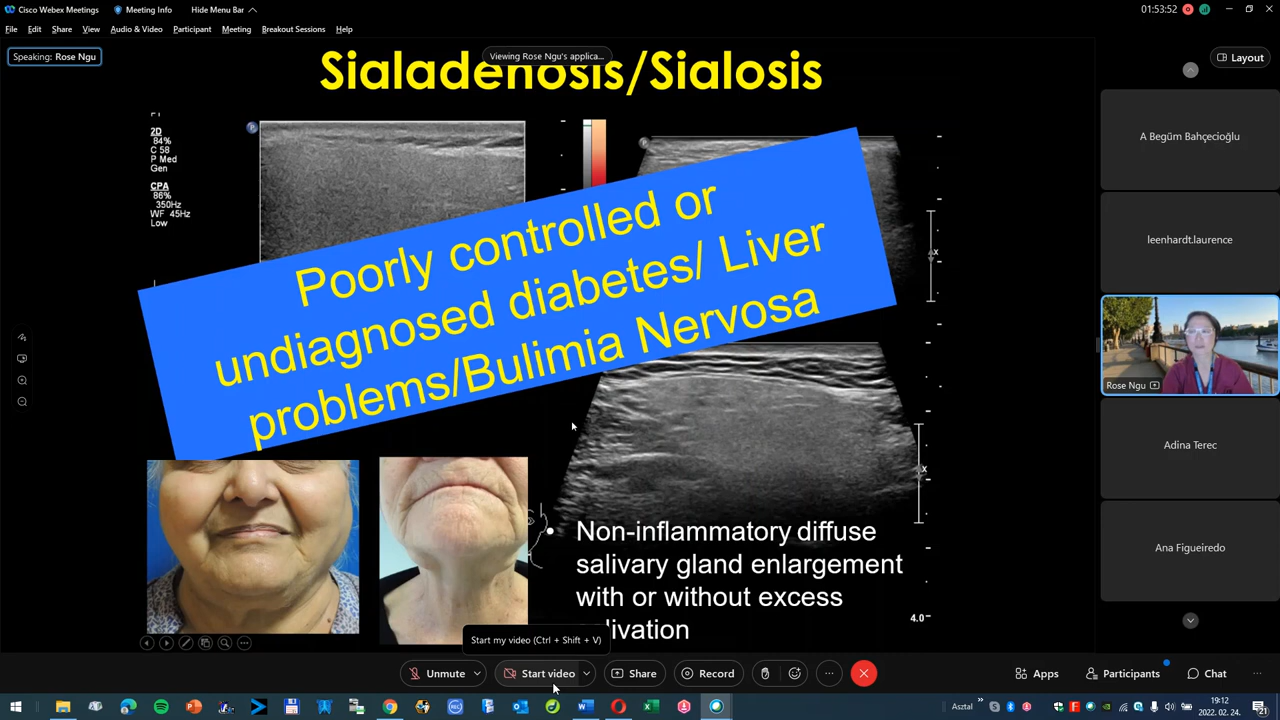 Cisco Webex Meetings
Meeting Info
Hide Menu Bar
01:53:52
File Edit Share View Audio & Video Participant Meeting Breakout Sessions Help
Speaking: Rose Ngu
Viewing Rose Ngu's applica...
Layout
Sialadenosis/Sialosis
2D
84%
C 58
P Med
Gen
CPA
86%
350Hz
WF 45Hz
Low
P
Poorly controlled or
undiagnosed diabetes/ Liver
problems/Bulimia Nervosa
x
x
4.0
• Non-inflammatory diffuse
salivary gland enlargement
with or without excess
livation
A Begüm Bahçecioğlu
leenhardt.laurence
Rose Ngu
Adina Terec
Ana Figueiredo
Start my video (Ctrl + Shift + V)
Unmute
Start video
Share
Record
Apps
Participants
Chat
Asztal
19:12
2022. 02. 24.